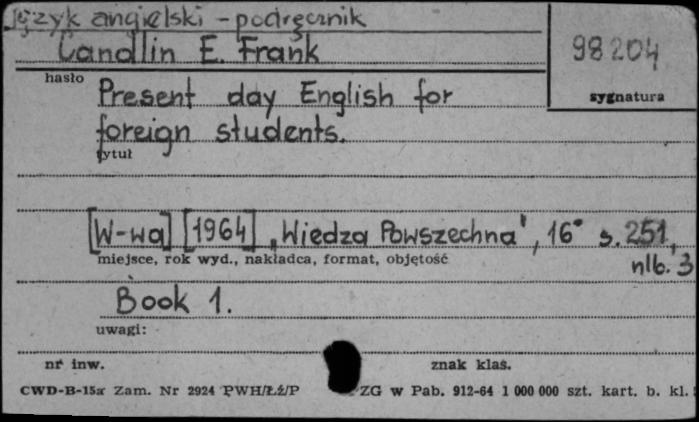 Język angielski - podręcznik
Candlin E. Frank
98204
hasło
sygnatura
Present day English for
foreign students.
tytuł
[W-wa] [1964] „Wiedza Powszechna", 16° s. 251,
miejsce, rok wyd., nakładca, format, objętość
nlb. 3
Book 1.
uwagi:
nr inw.
znak klas.
CWD-B-15a Zam. Nr 2924 PWH/Łź/P
ZG w Pab. 912-64 1 000 000 szt. kart. b. kl.